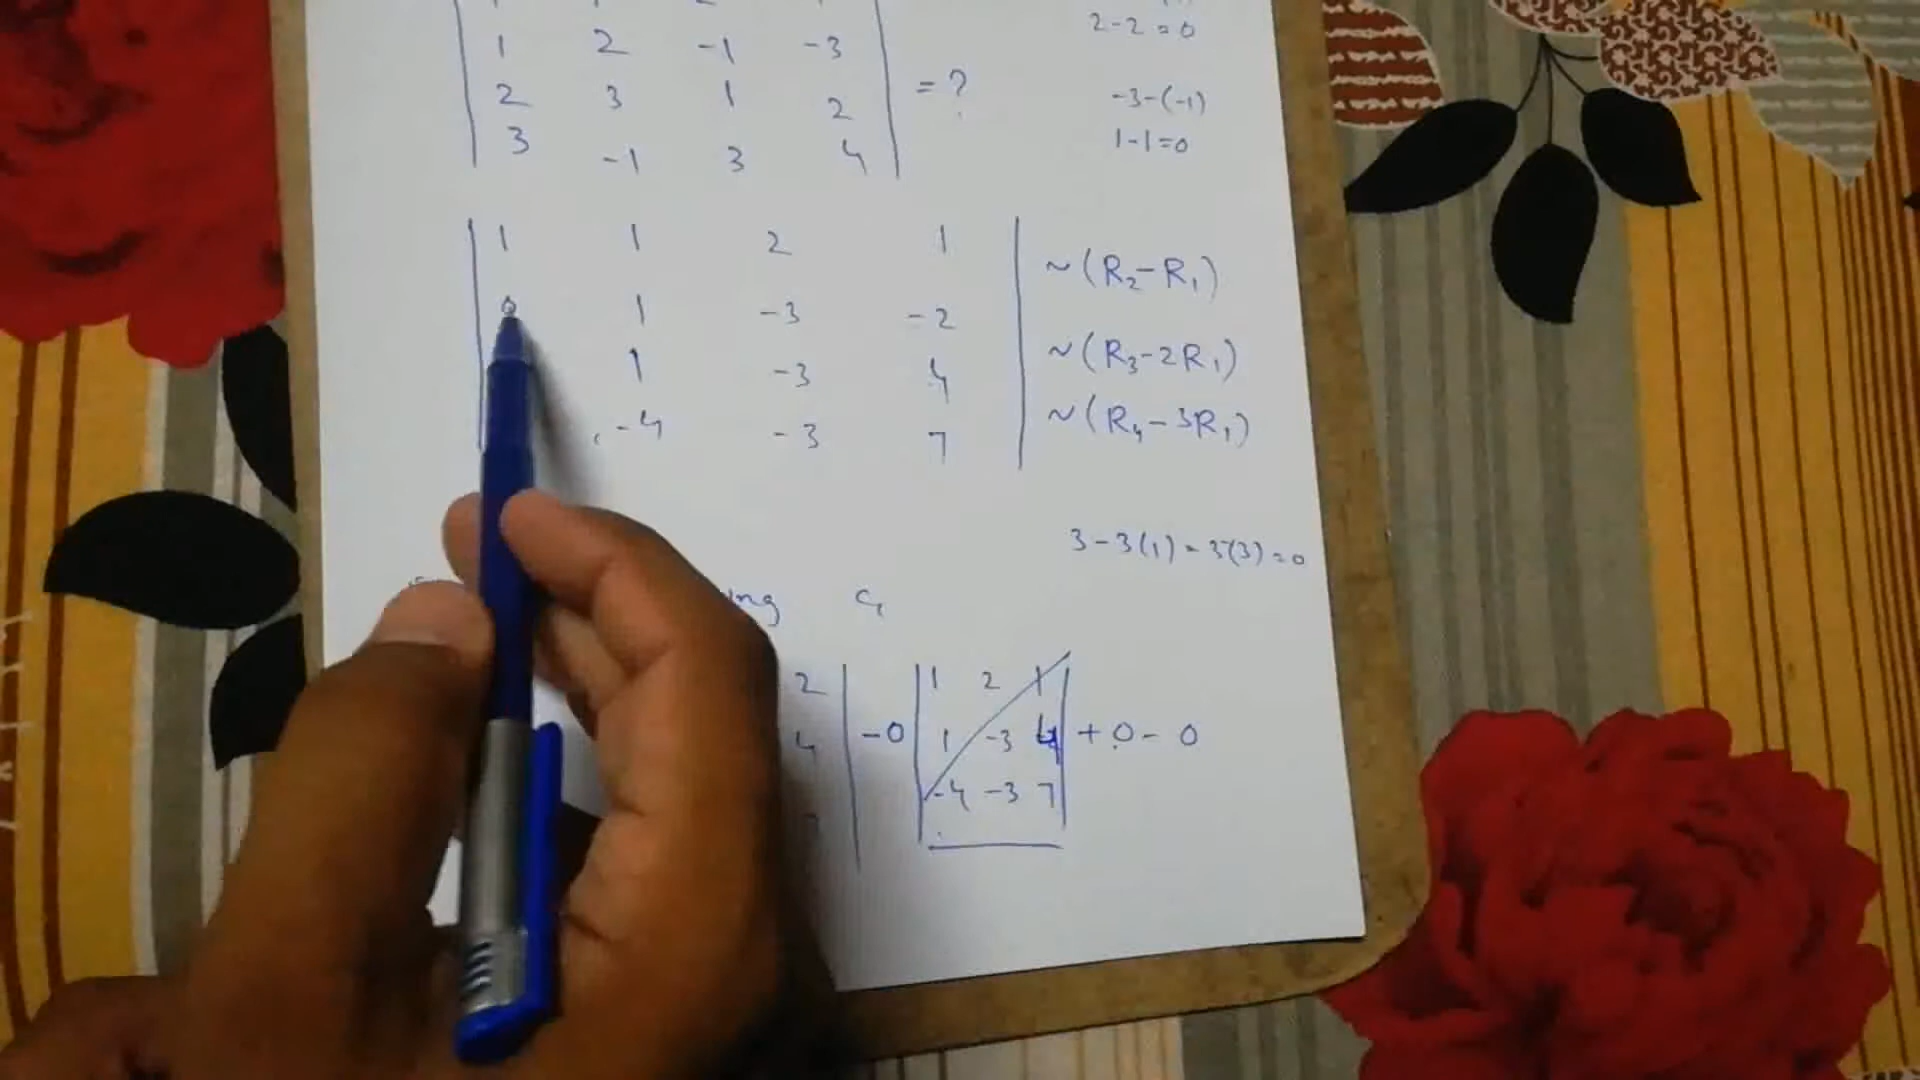 1 2 -1 -3
2 3 1 2 = ?
3 -1 3 4
2-2=0
-3-(-1)
1-1=0
1 1 2 1 ~(R₂-R₁)
0 1 -3 -2
1 -3 4 ~(R₃-2R₁)
-4 -3 7 ~(R₄-3R₁)
3-3(1) = 3-(3) = 0
ing C₁
2 | -0 | 1 2 1 |
4 | 1 -3 4 | + 0 - 0
-4 -3 7